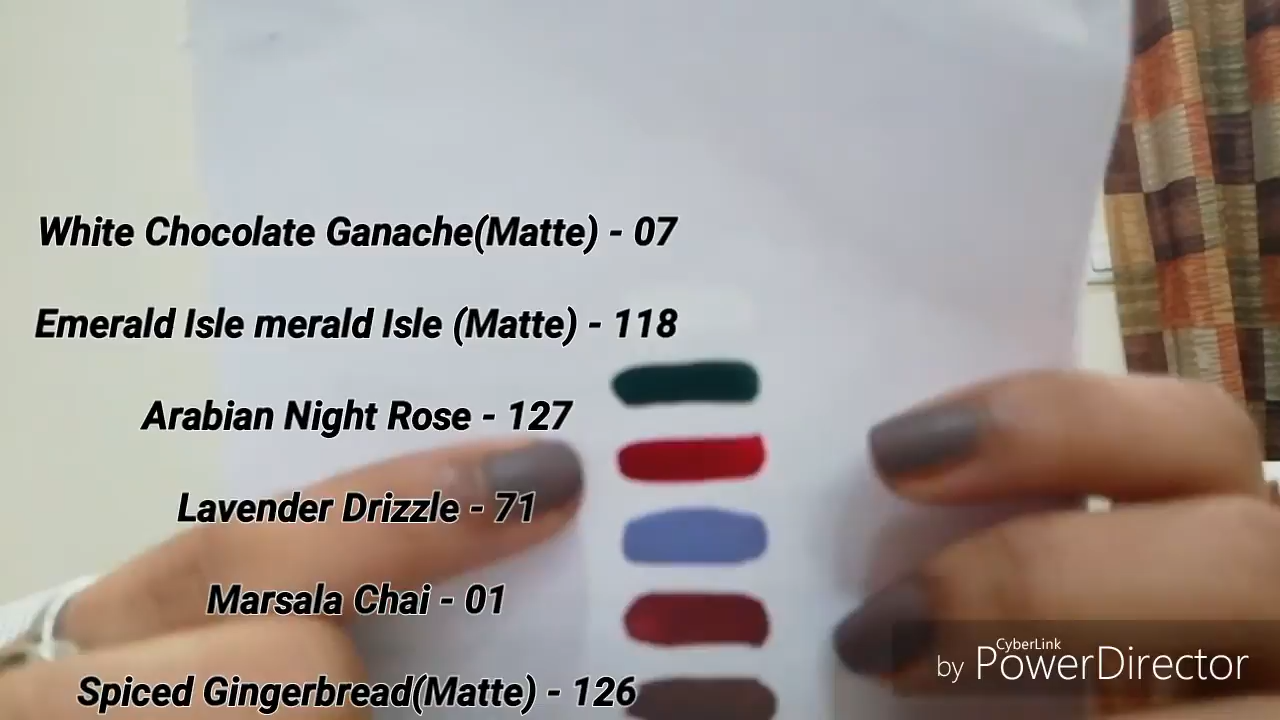 White Chocolate Ganache(Matte) - 07
Emerald Isle merald Isle (Matte) - 118
Arabian Night Rose - 127
Lavender Drizzle - 71
Marsala Chai - 01
Spiced Gingerbread(Matte) - 126
CyberLink
by PowerDirector